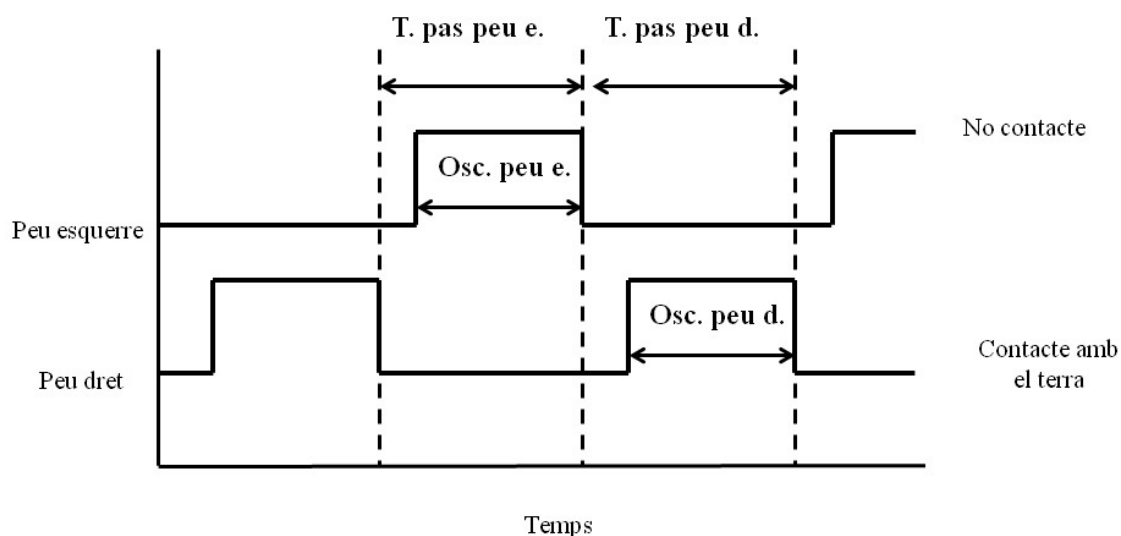 T. pas peu e.
T. pas peu d.
No contacte
Osc. peu e.
Peu esquerre
Osc. peu d.
Peu dret
Contacte amb
el terra
Temps